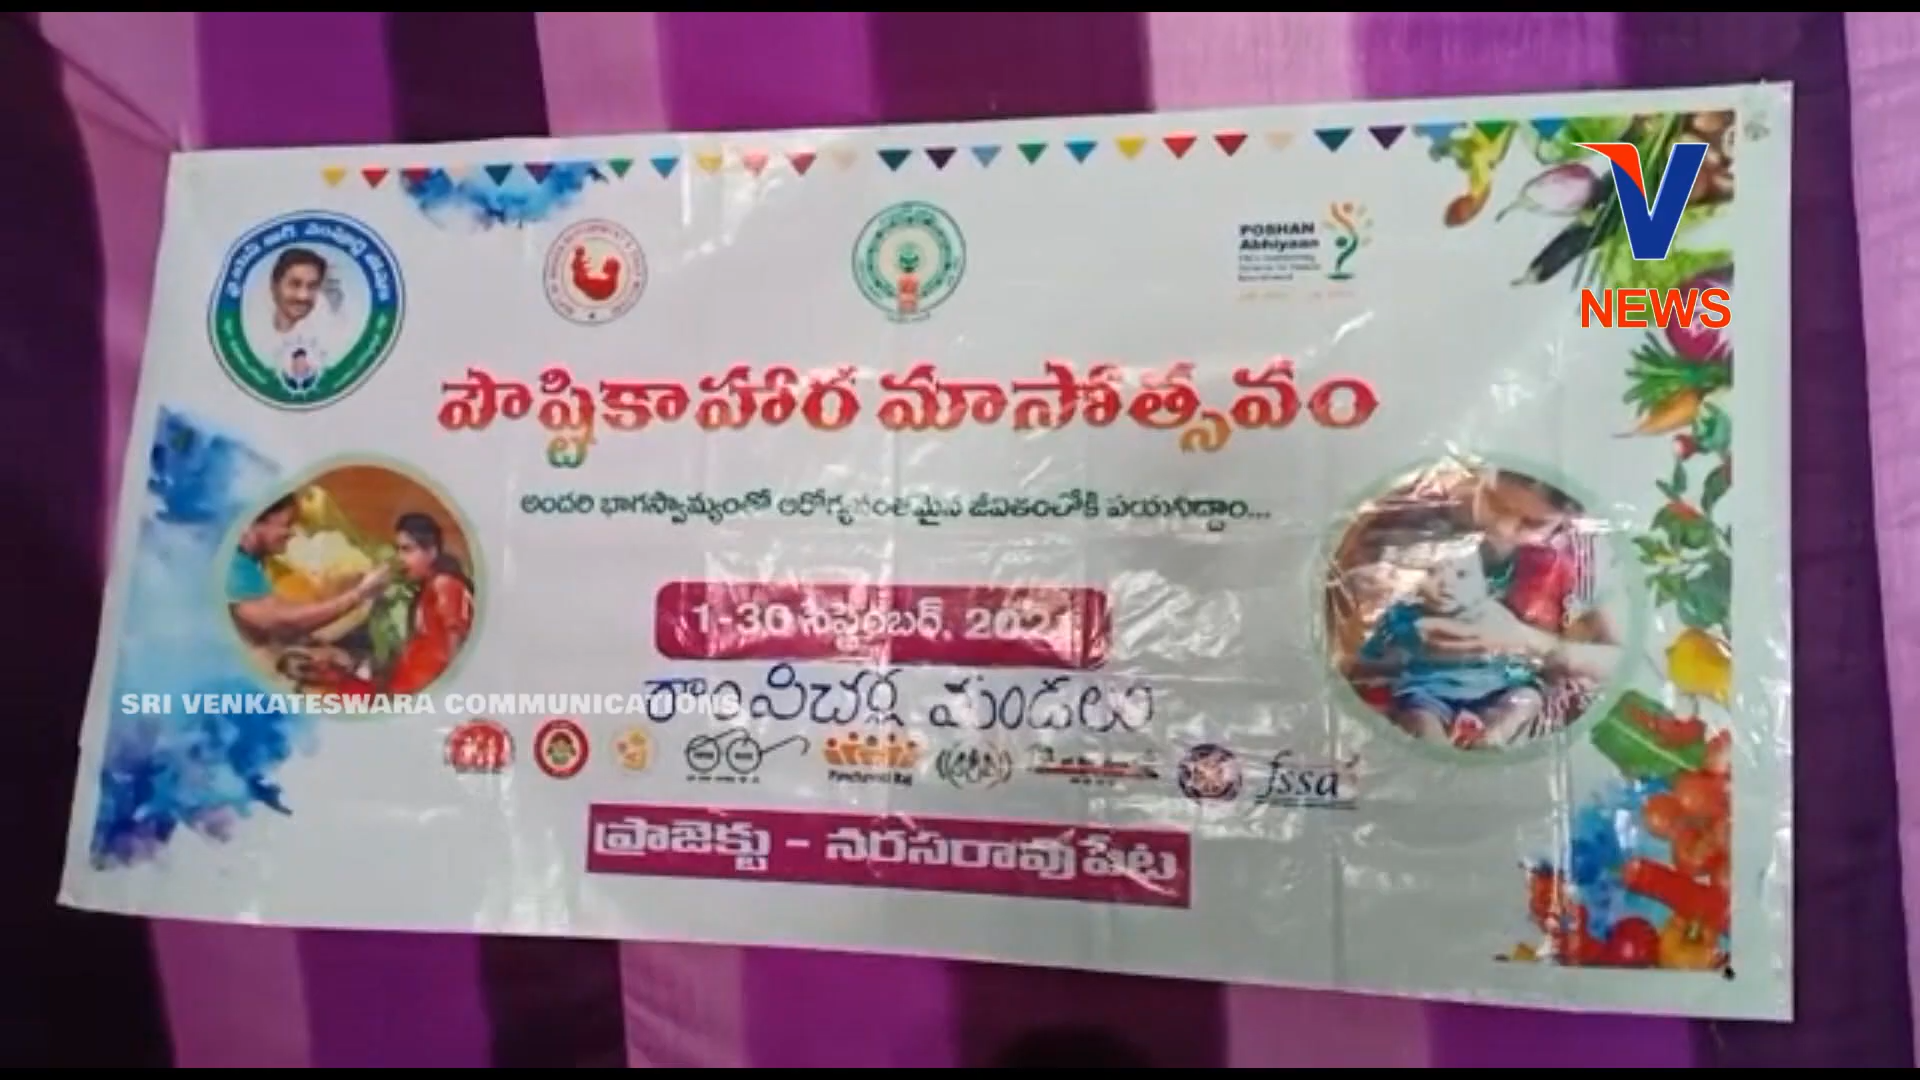 POSHAN
Abhiyaan
V
NEWS
పౌష్టికాహార మాసోత్సవం
అందరి భాగస్వామ్యంతో ఆరోగ్యవంతమైన జీవితంలోకి పయనిద్దాం...
1-30 సెప్టెంబర్, 2021
SRI VENKATESWARA COMMUNICATIONS
రొంపిచర్ల మండలు
Panchayati Raj
fssa
ప్రాజెక్టు - నరసరావుపేట